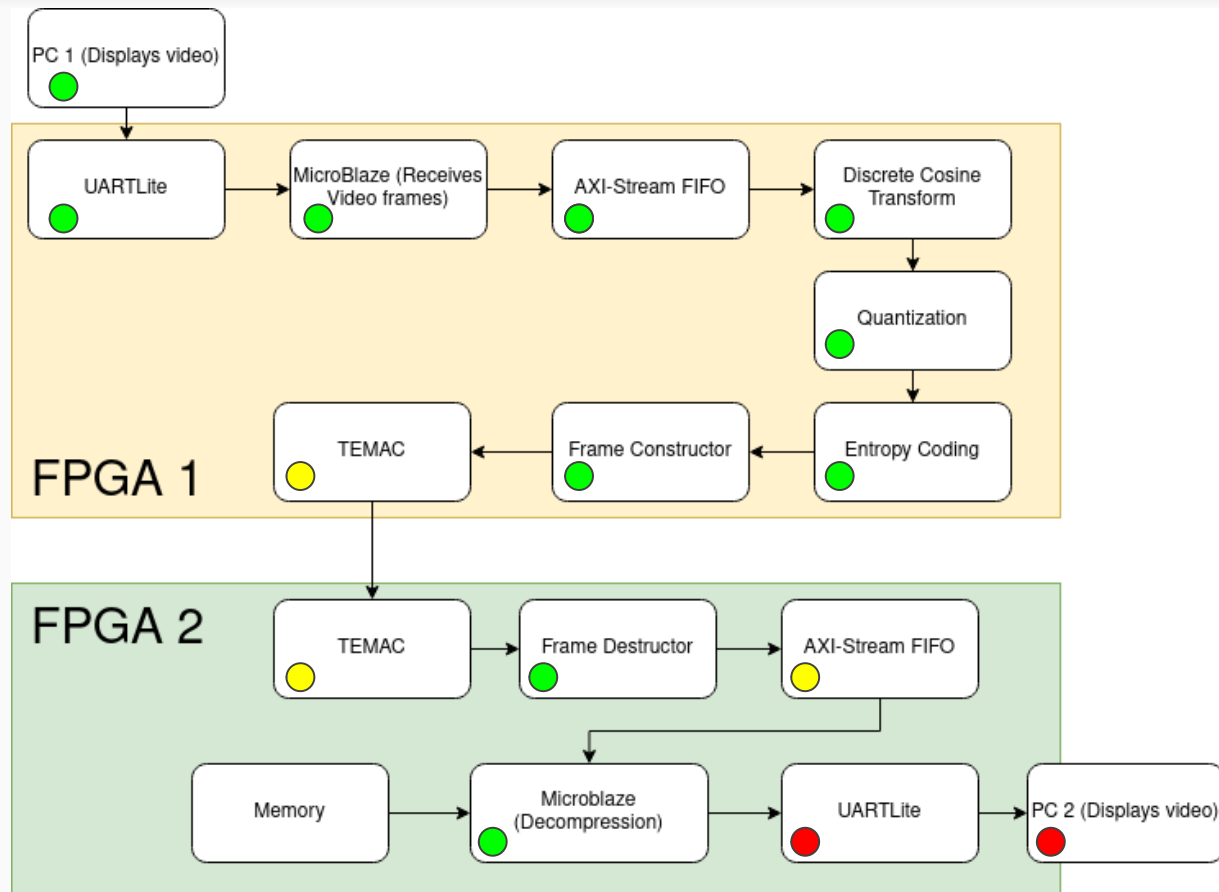 PC 1 (Displays video)
UARTLite
MicroBlaze (Receives
Video frames)
AXI-Stream FIFO
Discrete Cosine
Transform
Quantization
Entropy Coding
Frame Constructor
TEMAC
FPGA 1
FPGA 2
TEMAC
Frame Destructor
AXI-Stream FIFO
Memory
Microblaze
(Decompression)
UARTLite
PC 2 (Displays video)